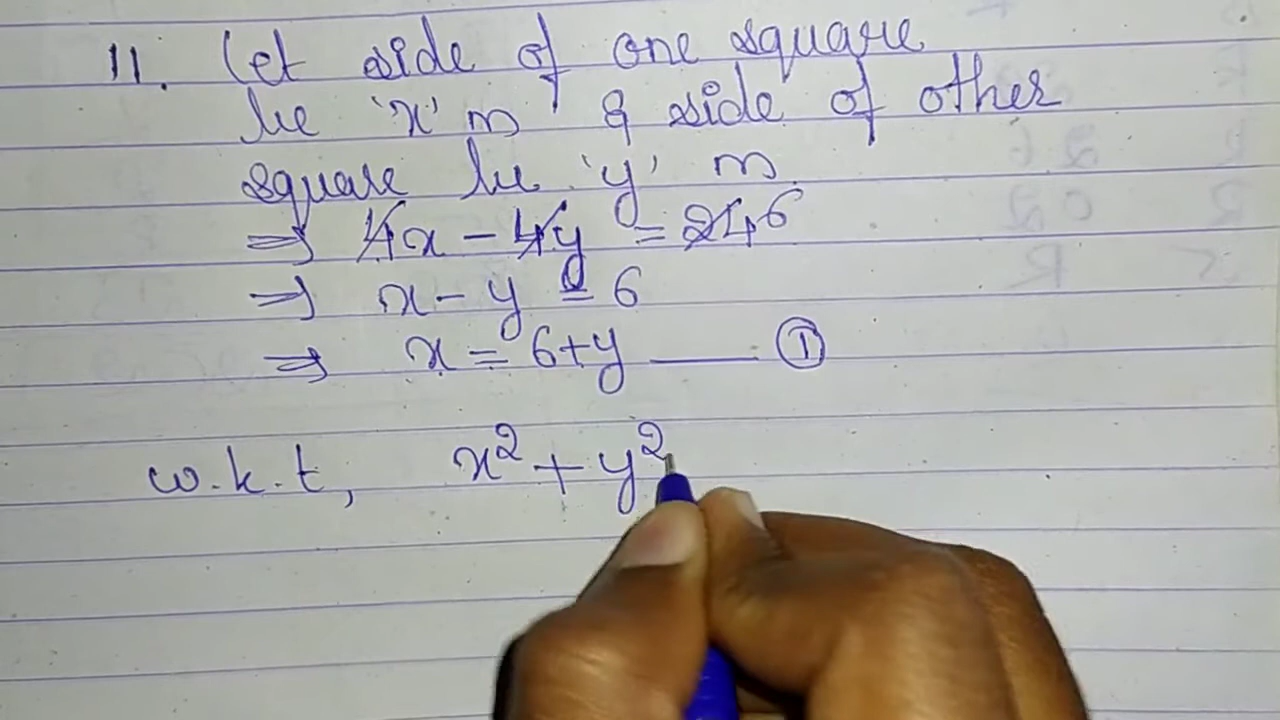 11. Let side of one square
be 'x' m & side of other
square be 'y' m
⇒ 4x - 4y = 24 6
⇒ x - y = 6
⇒ x = 6+y —— ①
w.k.t, x² + y²